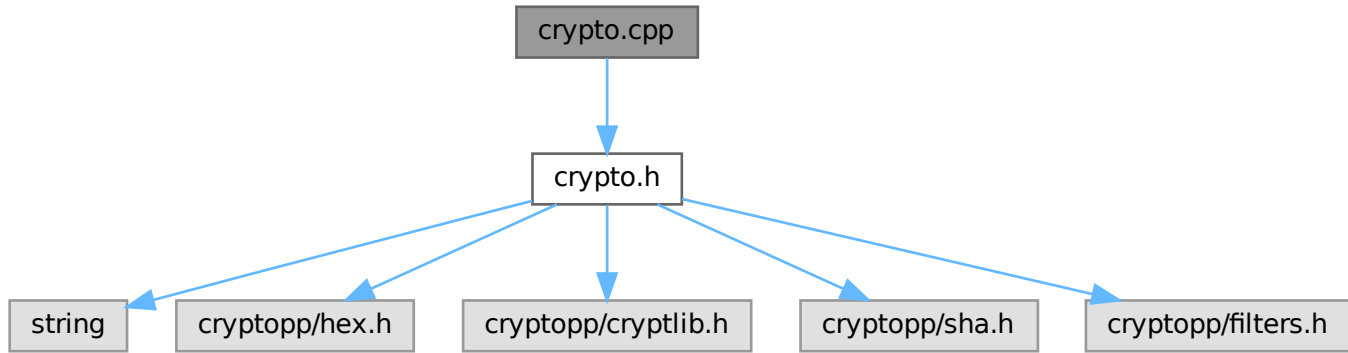 crypto.cpp
crypto.h
string
cryptopp/hex.h
cryptopp/cryptlib.h
cryptopp/sha.h
cryptopp/filters.h